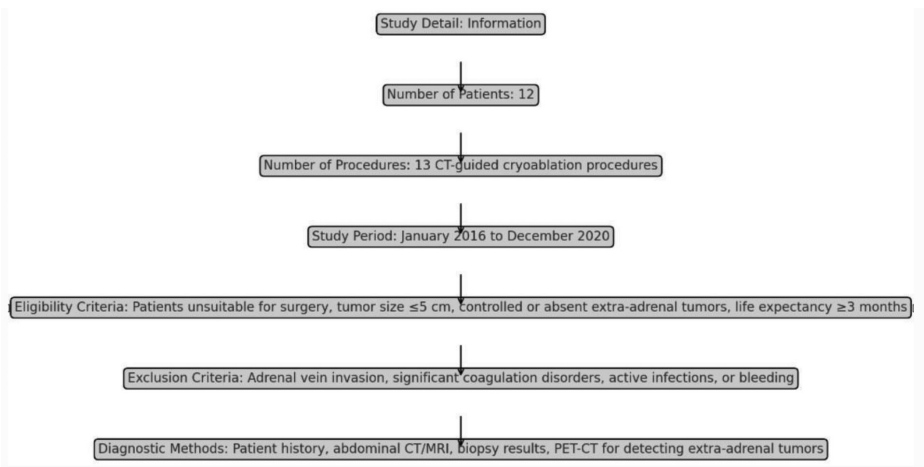 Study Detail: Information
Number of Patients: 12
Number of Procedures: 13 CT-guided cryoablation procedures
Study Period: January 2016 to December 2020
Eligibility Criteria: Patients unsuitable for surgery, tumor size ≤5 cm, controlled or absent extra-adrenal tumors, life expectancy ≥3 months
Exclusion Criteria: Adrenal vein invasion, significant coagulation disorders, active infections, or bleeding
Diagnostic Methods: Patient history, abdominal CT/MRI, biopsy results, PET-CT for detecting extra-adrenal tumors